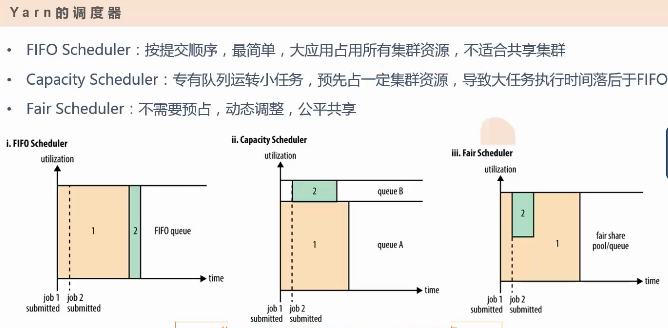 Yarn的调度器
• FIFO Scheduler：按提交顺序，最简单，大应用占用所有集群资源，不适合共享集群
• Capacity Scheduler：专有队列运转小任务，预先占一定集群资源，导致大任务执行时间落后于FIFO
• Fair Scheduler：不需要预占，动态调整，公平共享
i. FIFO Scheduler
utilization
1
2
FIFO queue
time
job 1 submitted
job 2 submitted
ii. Capacity Scheduler
utilization
2
queue B
1
queue A
time
job 1 submitted
job 2 submitted
iii. Fair Scheduler
utilization
2
1
fair share
pool/queue
time
job 1 submitted
job 2 submitted